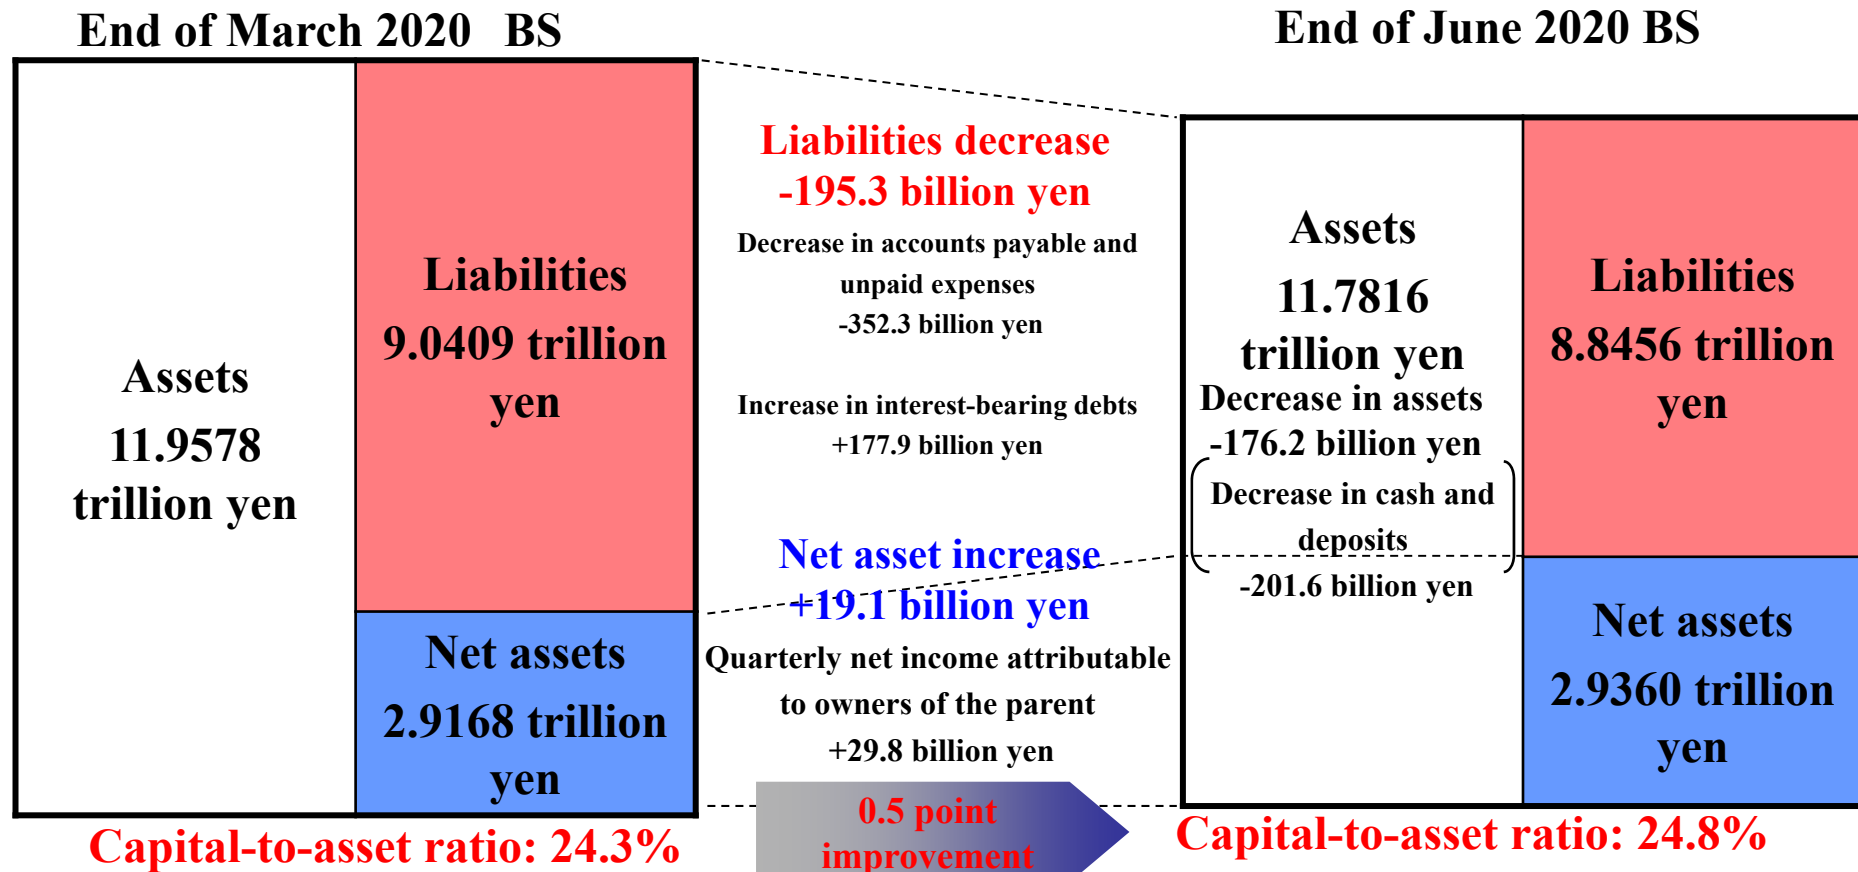 End of March 2020 BS
Assets
11.9578
trillion yen
Liabilities
9.0409 trillion
yen
Net assets
2.9168 trillion
yen
Capital-to-asset ratio: 24.3%
Liabilities decrease
-195.3 billion yen
Decrease in accounts payable and
unpaid expenses
-352.3 billion yen
Increase in interest-bearing debts
+177.9 billion yen
Net asset increase
+19.1 billion yen
Quarterly net income attributable
to owners of the parent
+29.8 billion yen
0.5 point
improvement
End of June 2020 BS
Assets
11.7816
trillion yen
Decrease in assets
-176.2 billion yen
Decrease in cash and
deposits
-201.6 billion yen
Liabilities
8.8456 trillion
yen
Net assets
2.9360 trillion
yen
Capital-to-asset ratio: 24.8%